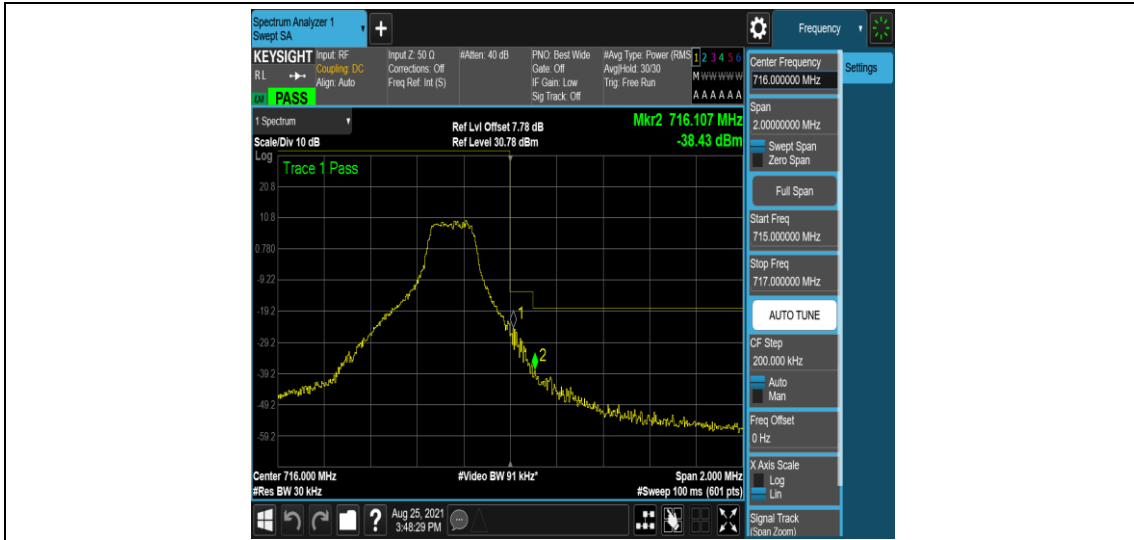 Spectrum Analyzer 1
Swept SA
Frequency
KEYSIGHT
RL
PASS
Input: RF
Coupling: DC
Align: Auto
Input Z: 50 Ω
Corrections: Off
Freq Ref: Int (S)
#Atten: 40 dB
PNO: Best Wide
Gate: Off
IF Gain: Low
Sig Track: Off
#Avg Type: Power (RMS
Avg|Hold: 30/30
Trig: Free Run
1 2 3 4 5 6
M W W W W W
A A A A A A
1 Spectrum
Scale/Div 10 dB
Ref Lvl Offset 7.78 dB
Ref Level 30.78 dBm
Mkr2 716.107 MHz
-38.43 dBm
Log
Trace 1 Pass
20.8
10.8
0.780
-9.22
-19.2
-29.2
-39.2
-49.2
-59.2
1
2
Center 716.000 MHz
#Res BW 30 kHz
#Video BW 91 kHz*
Span 2.000 MHz
#Sweep 100 ms (601 pts)
Center Frequency
716.000000 MHz
Settings
Span
2.00000000 MHz
Swept Span
Zero Span
Full Span
Start Freq
715.000000 MHz
Stop Freq
717.000000 MHz
AUTO TUNE
CF Step
200.000 kHz
Auto
Man
Freq Offset
0 Hz
X Axis Scale
Log
Lin
Signal Track
(Span Zoom)
?
Aug 25, 2021
3:48:29 PM